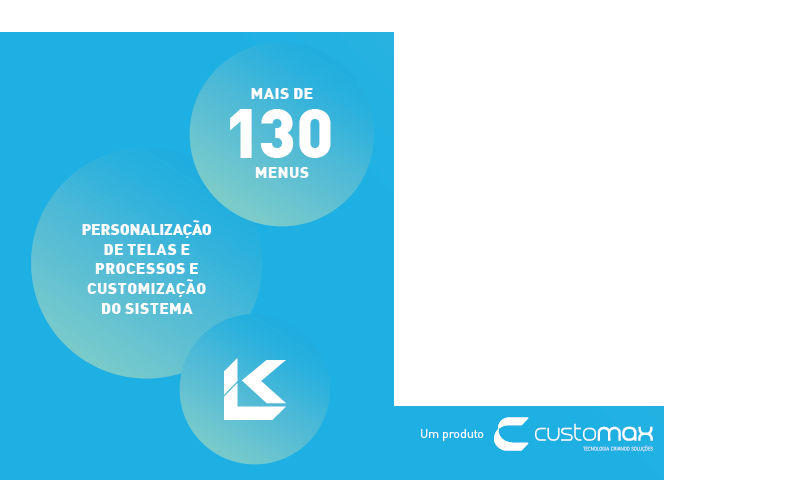 MAIS DE
130
MENUS
PERSONALIZAÇÃO
DE TELAS E
PROCESSOS E
CUSTOMIZAÇÃO
DO SISTEMA
Um produto
customax
TECNOLOGIA CRIANDO SOLUÇÕES